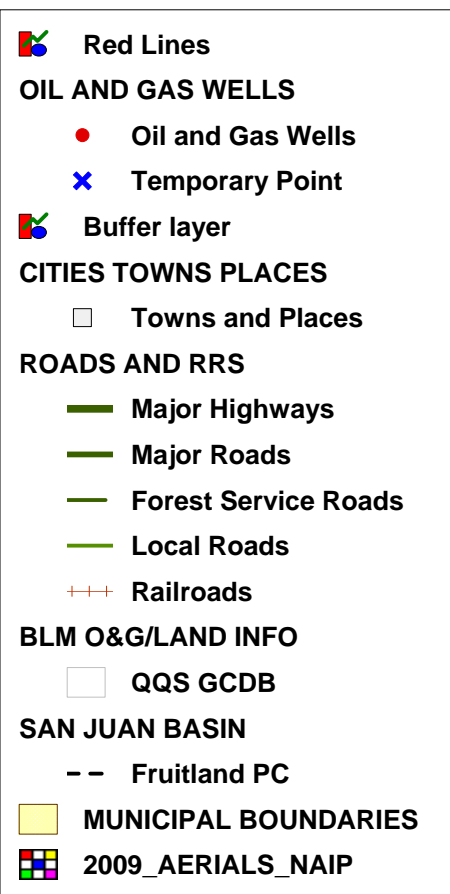 Red Lines
OIL AND GAS WELLS
Oil and Gas Wells
Temporary Point
Buffer layer
CITIES TOWNS PLACES
Towns and Places
ROADS AND RRS
Major Highways
Major Roads
Forest Service Roads
Local Roads
Railroads
BLM O&G/LAND INFO
QQS GCDB
SAN JUAN BASIN
Fruitland PC
MUNICIPAL BOUNDARIES
2009_AERIALS_NAIP